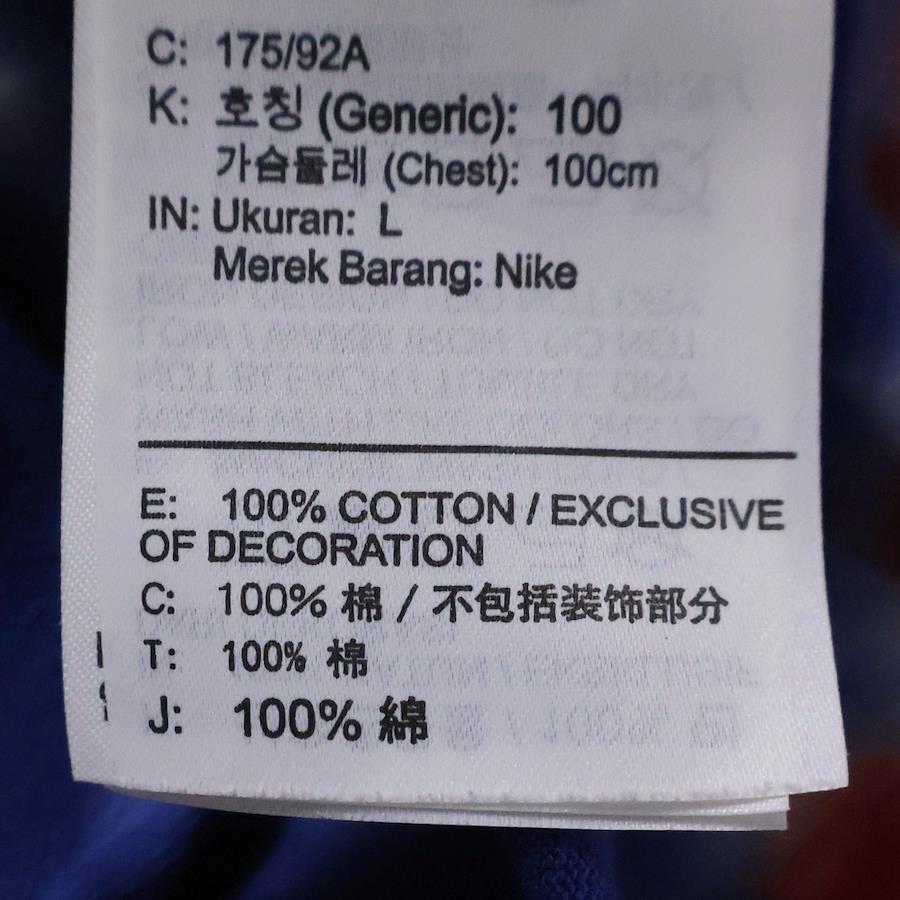 C: 175/92A
K: 호칭 (Generic): 100
가슴둘레 (Chest): 100cm
IN: Ukuran: L
Merek Barang: Nike
E: 100% COTTON / EXCLUSIVE
OF DECORATION
C: 100% 棉 / 不包括装饰部分
T: 100% 棉
J: 100% 綿